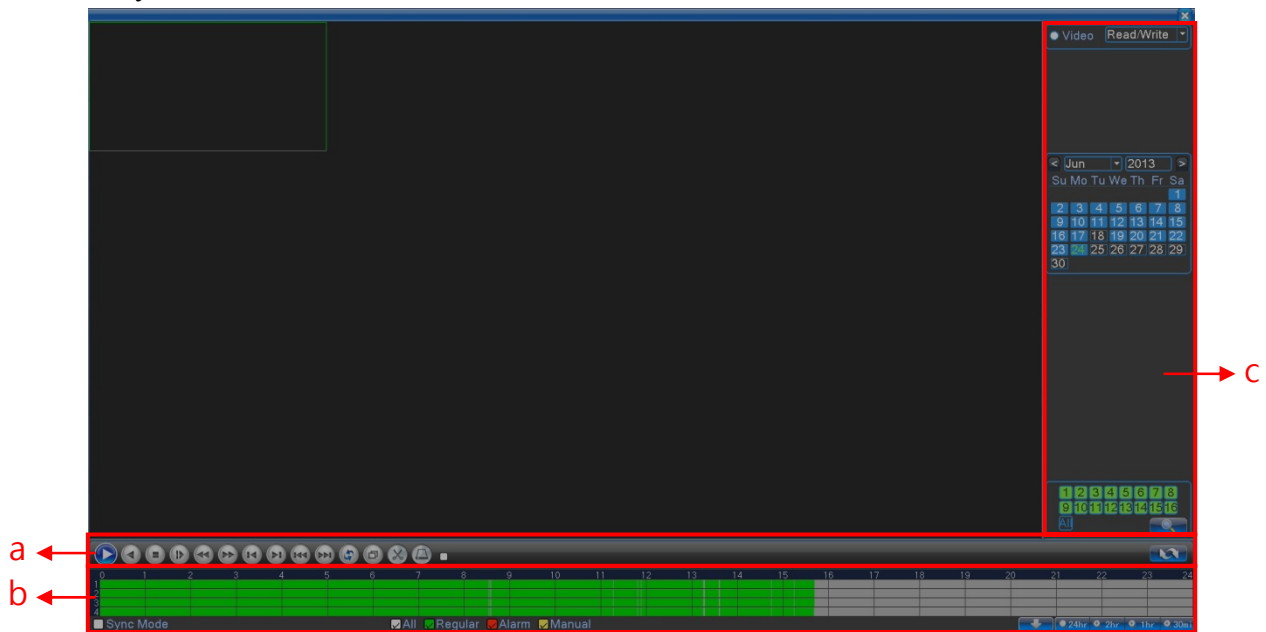 Video Read/Write
< Jun 2013 >
Su Mo Tu We Th Fr Sa
1
2 3 4 5 6 7 8
9 10 11 12 13 14 15
16 17 18 19 20 21 22
23 24 25 26 27 28 29
30
c
1 2 3 4 5 6 7 8
9 10 11 12 13 14 15 16
All
a
0 1 2 3 4 5 6 7 8 9 10 11 12 13 14 15 16 17 18 19 20 21 22 23 24
b
1
2
3
4
Sync Mode All Regular Alarm Manual 24hr 2hr 1hr 30m